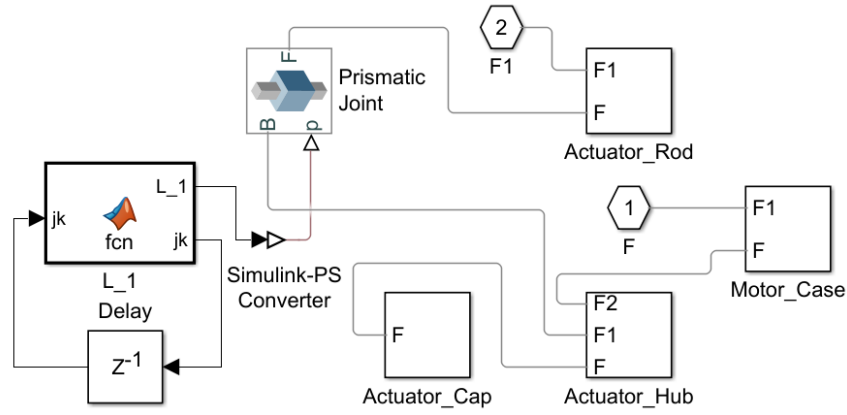 2
F1
F
Prismatic
Joint
B
p
F1
F
Actuator_Rod
jk
L_1
fcn
jk
L_1
Simulink-PS
Converter
1
F
F1
F
Motor_Case
Delay
Z-1
F
Actuator_Cap
F2
F1
F
Actuator_Hub